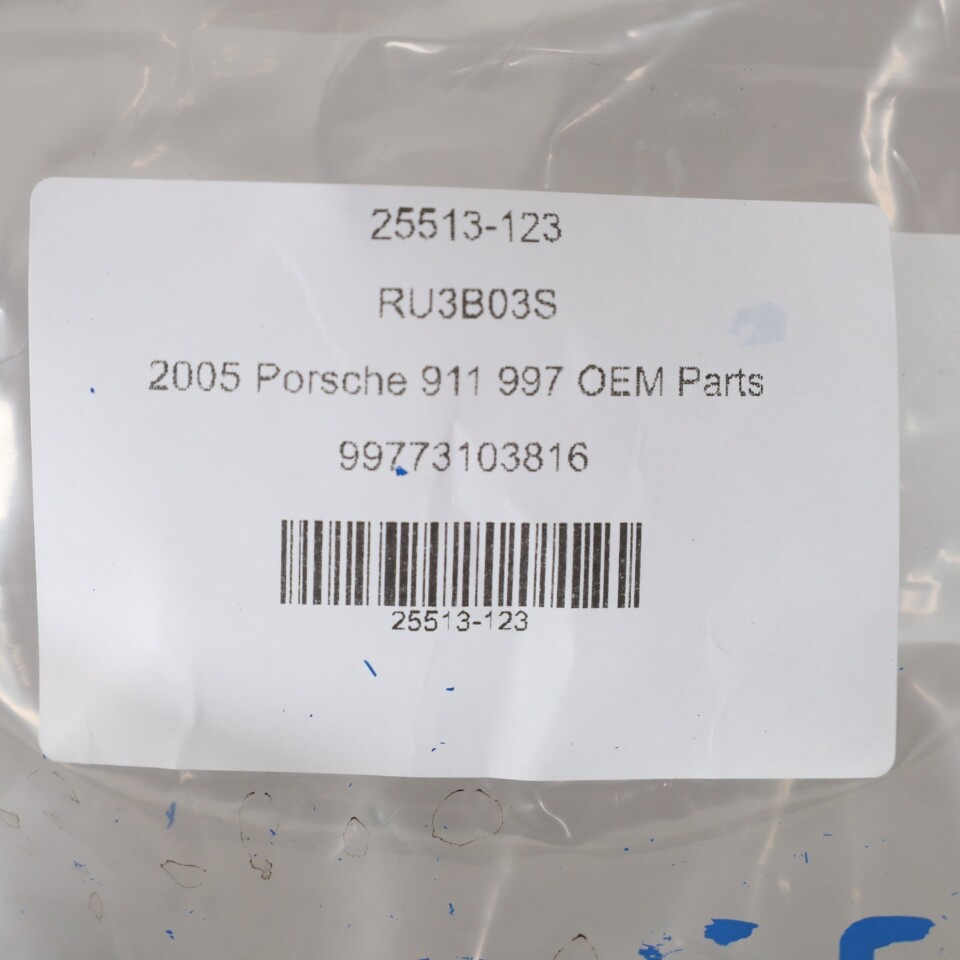 25513-123
RU3B03S
2005 Porsche 911 997 OEM Parts
99773103816
25513-123